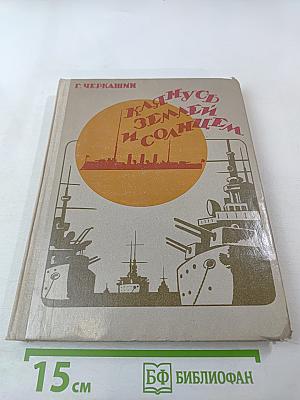 Г. ЧЕРКАШИН
КЛЯНУСЬ
ЗЕМЛЕЙ
И СОЛНЦЕМ
15 см
БФ БИБЛИОФАН